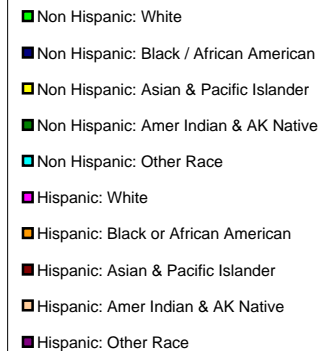 Non Hispanic: White
Non Hispanic: Black / African American
Non Hispanic: Asian & Pacific Islander
Non Hispanic: Amer Indian & AK Native
Non Hispanic: Other Race
Hispanic: White
Hispanic: Black or African American
Hispanic: Asian & Pacific Islander
Hispanic: Amer Indian & AK Native
Hispanic: Other Race